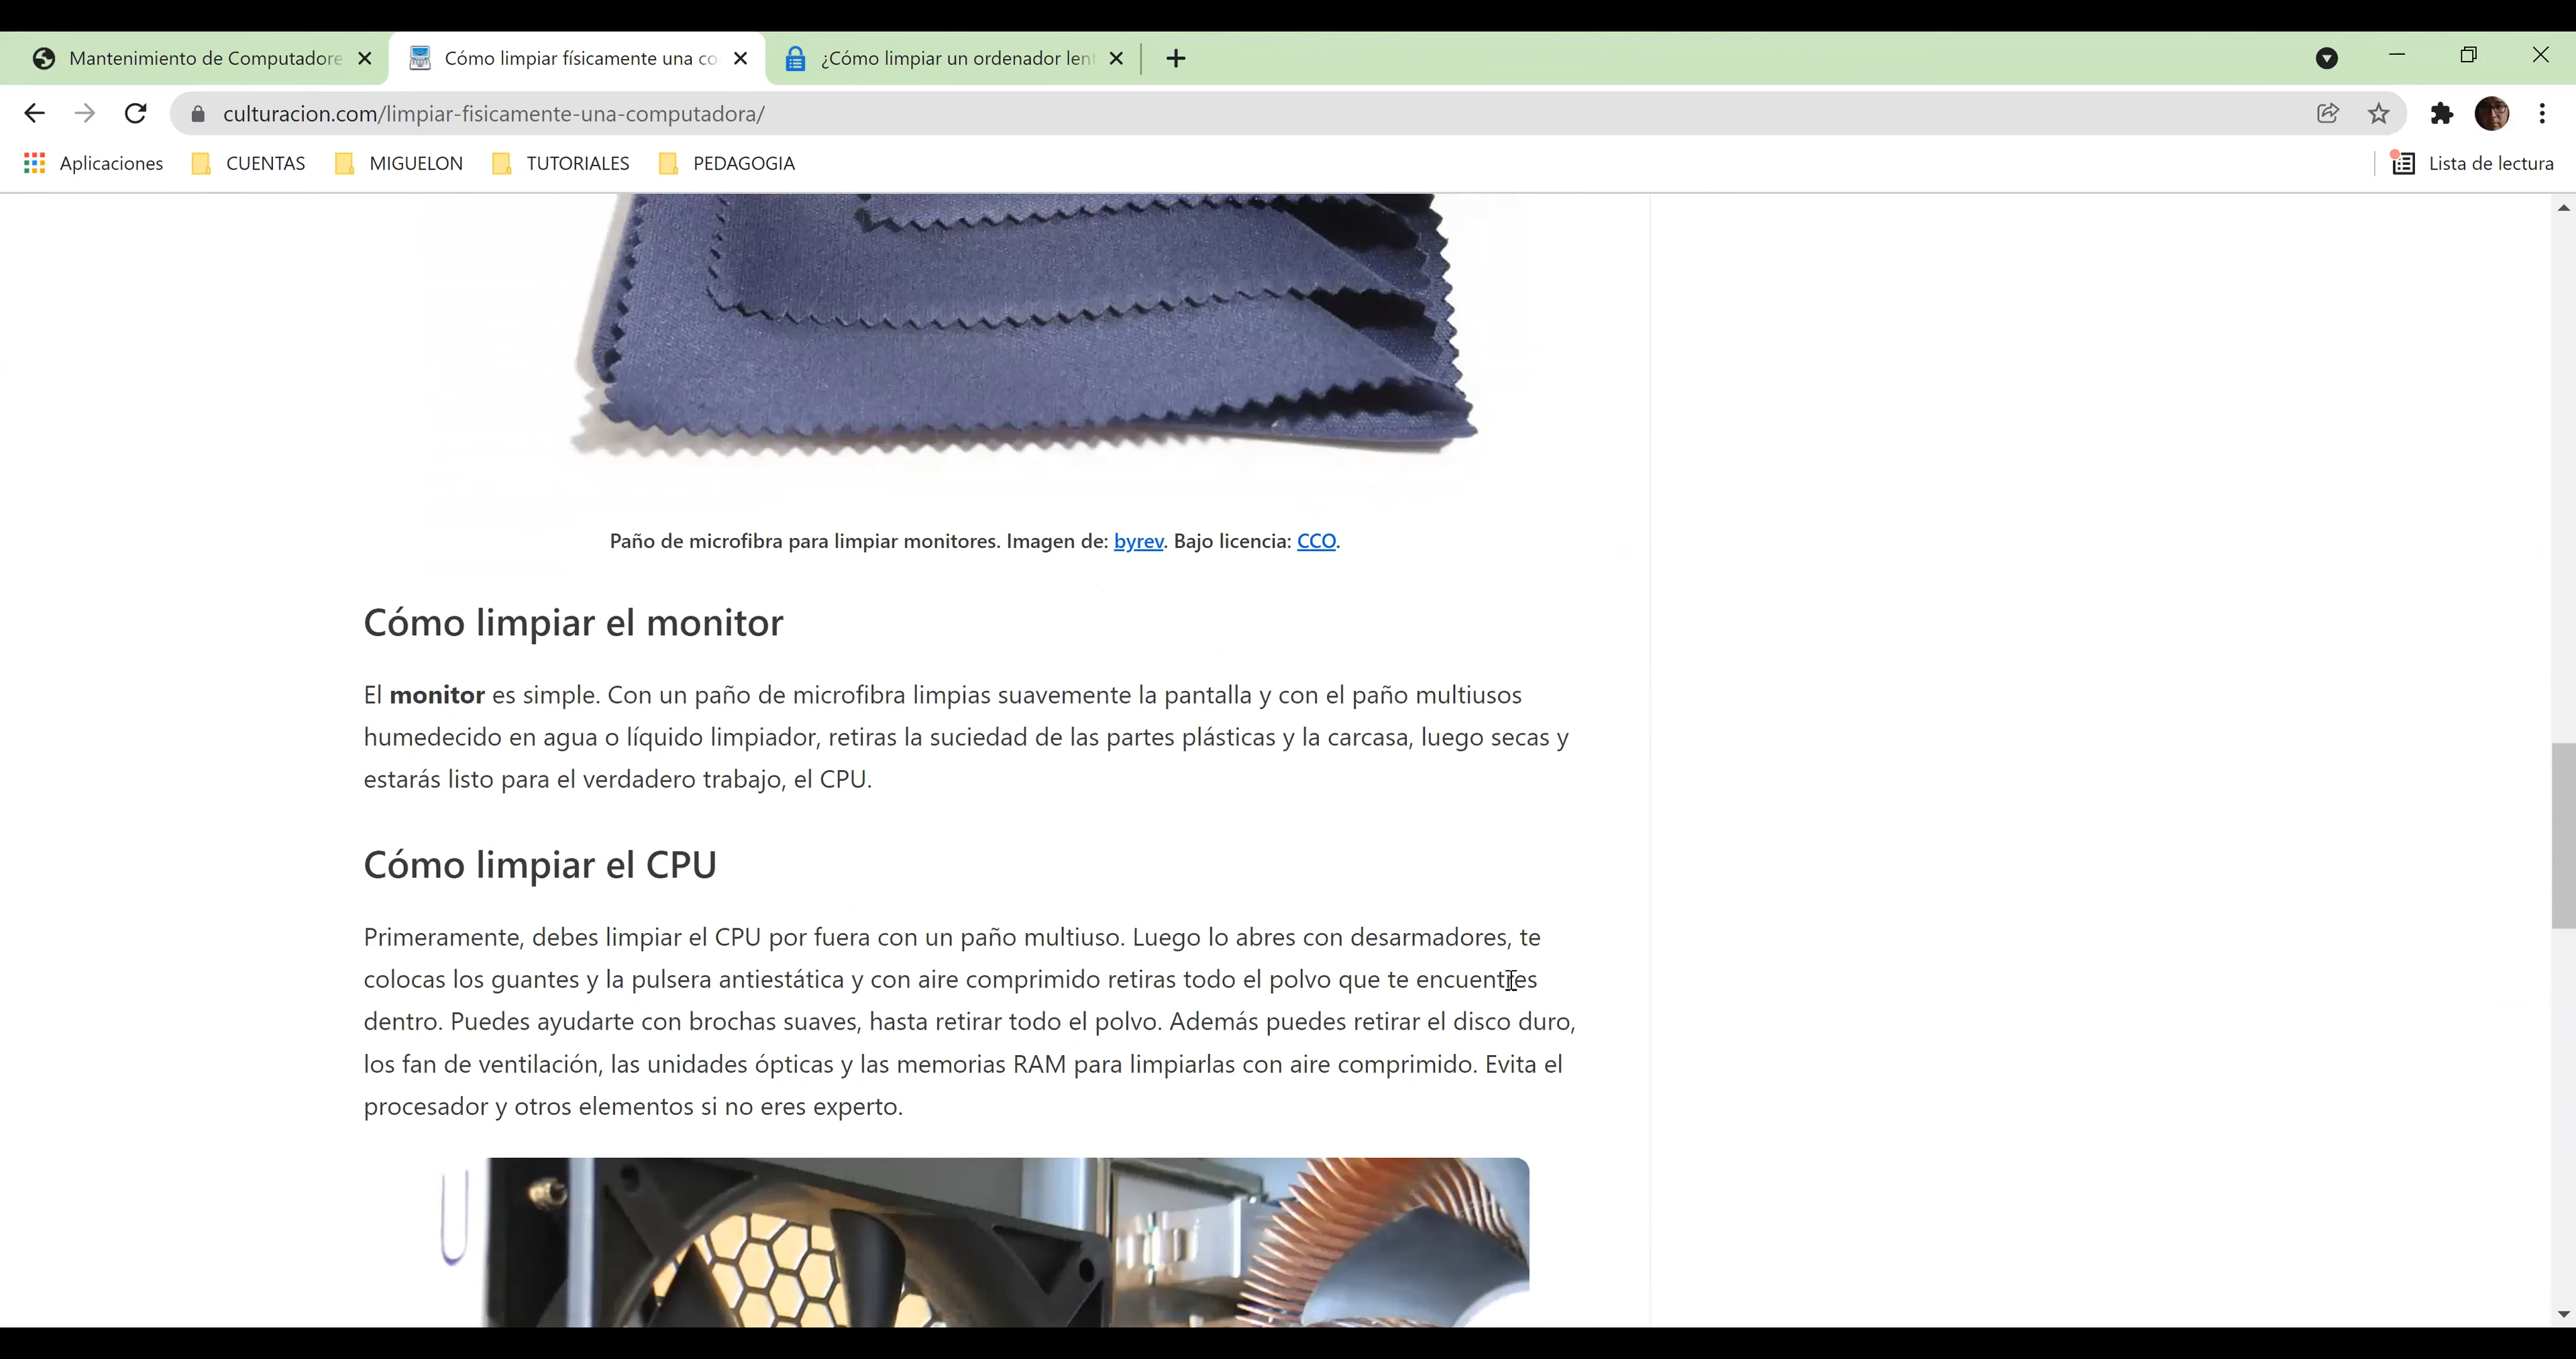 Mantenimiento de Computadore
Cómo limpiar físicamente una co
¿Cómo limpiar un ordenador lent
culturacion.com/limpiar-fisicamente-una-computadora/
Aplicaciones CUENTAS MIGUELON TUTORIALES PEDAGOGIA Lista de lectura
Paño de microfibra para limpiar monitores. Imagen de: byrev. Bajo licencia: CCO.
Cómo limpiar el monitor
El monitor es simple. Con un paño de microfibra limpias suavemente la pantalla y con el paño multiusos
humedecido en agua o líquido limpiador, retiras la suciedad de las partes plásticas y la carcasa, luego secas y
estarás listo para el verdadero trabajo, el CPU.
Cómo limpiar el CPU
Primeramente, debes limpiar el CPU por fuera con un paño multiuso. Luego lo abres con desarmadores, te
colocas los guantes y la pulsera antiestática y con aire comprimido retiras todo el polvo que te encuentres
dentro. Puedes ayudarte con brochas suaves, hasta retirar todo el polvo. Además puedes retirar el disco duro,
los fan de ventilación, las unidades ópticas y las memorias RAM para limpiarlas con aire comprimido. Evita el
procesador y otros elementos si no eres experto.